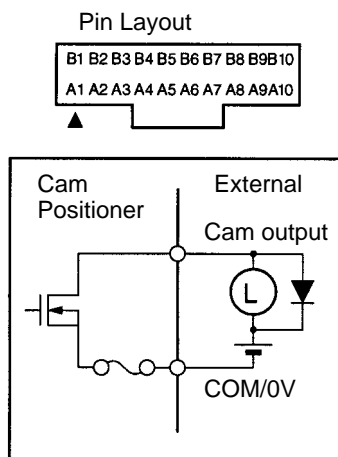 Pin Layout
B1 B2 B3 B4 B5 B6 B7 B8 B9B10
A1 A2 A3 A4 A5 A6 A7 A8 A9A10
Cam Positioner
External
Cam output
L
COM/0V